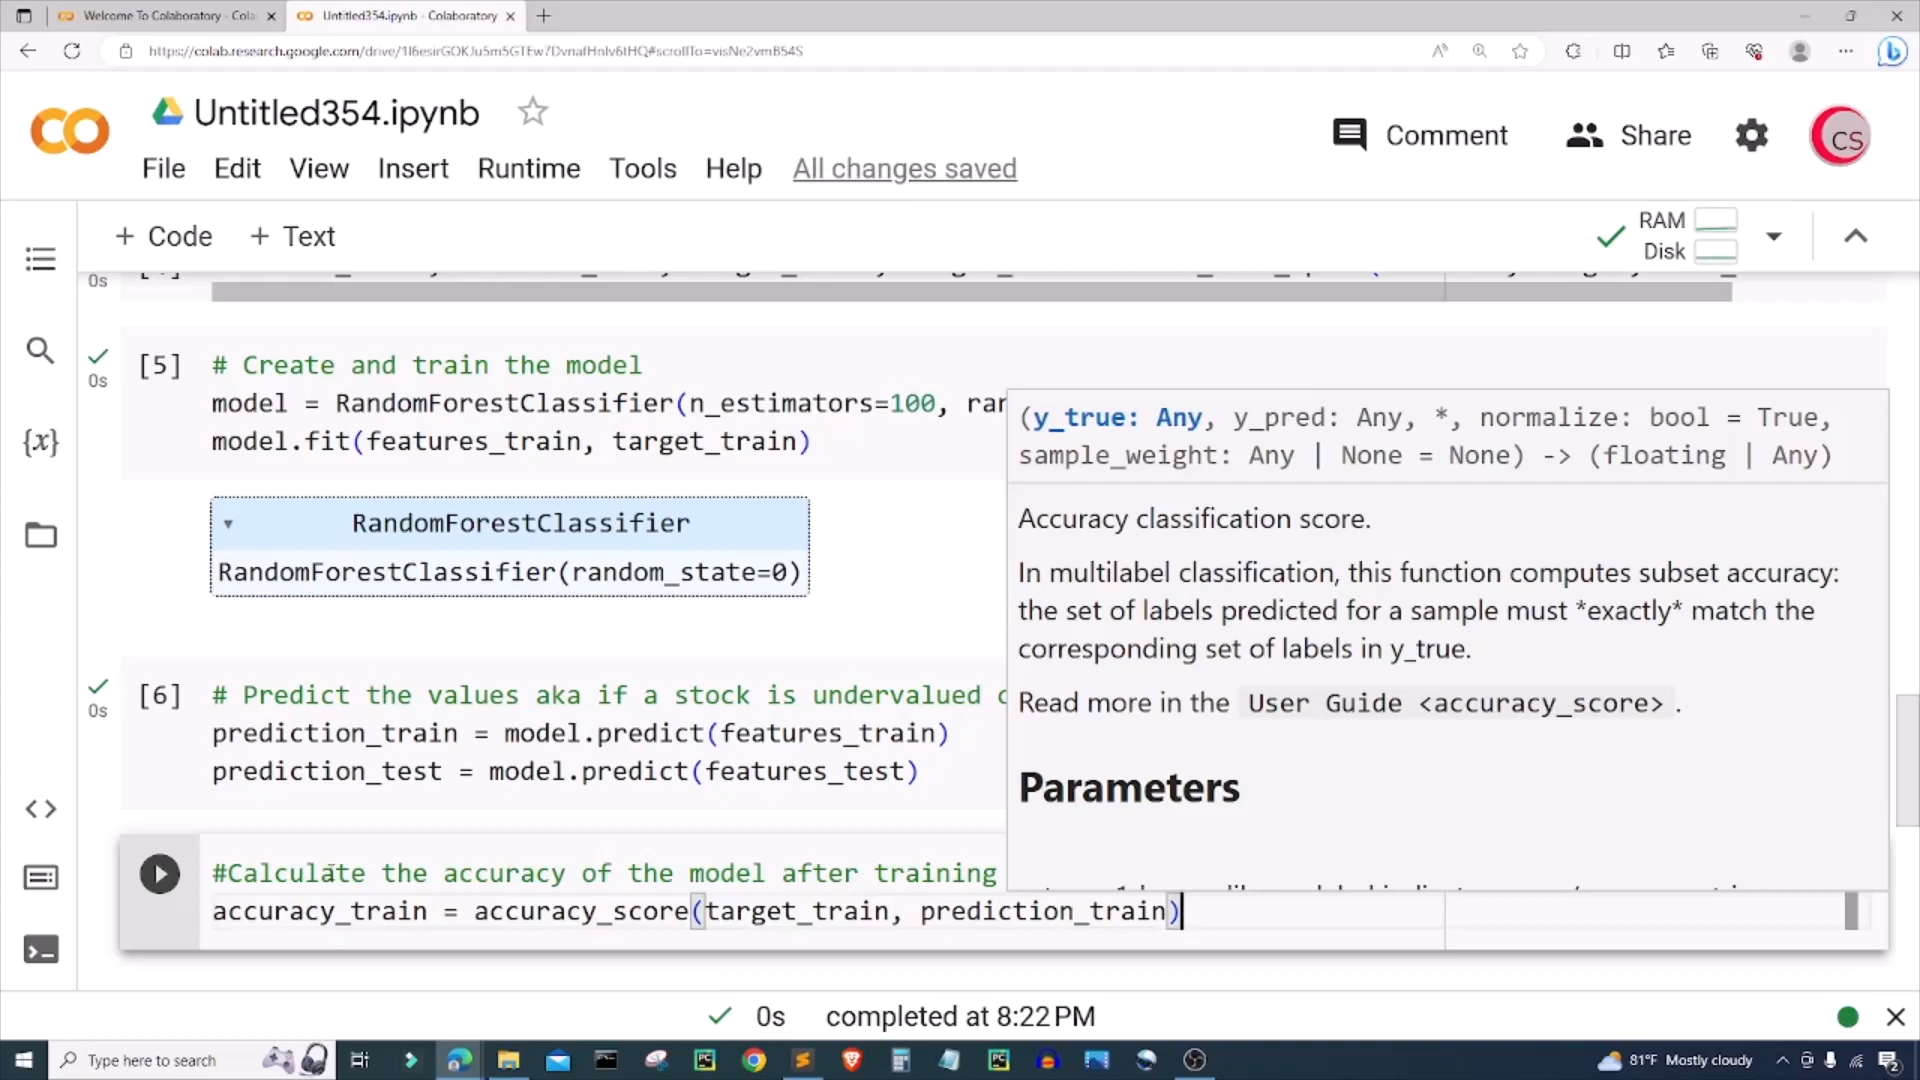 Welcome To Colaboratory - Cola
Untitled354.ipynb - Colaboratory
Untitled354.ipynb
Comment
Share
CS
File Edit View Insert Runtime Tools Help All changes saved
+ Code + Text
RAM
Disk
0s
[5] # Create and train the model
0s
model = RandomForestClassifier(n_estimators=100, ran
model.fit(features_train, target_train)
RandomForestClassifier
RandomForestClassifier(random_state=0)
[6] # Predict the values aka if a stock is undervalued
0s
prediction_train = model.predict(features_train)
prediction_test = model.predict(features_test)
#Calculate the accuracy of the model after training
accuracy_train = accuracy_score(target_train, prediction_train)
(y_true: Any, y_pred: Any, *, normalize: bool = True,
sample_weight: Any | None = None) -> (floating | Any)
Accuracy classification score.
In multilabel classification, this function computes subset accuracy:
the set of labels predicted for a sample must *exactly* match the
corresponding set of labels in y_true.
Read more in the User Guide <accuracy_score> .
Parameters
0s completed at 8:22 PM
Type here to search
81°F Mostly cloudy